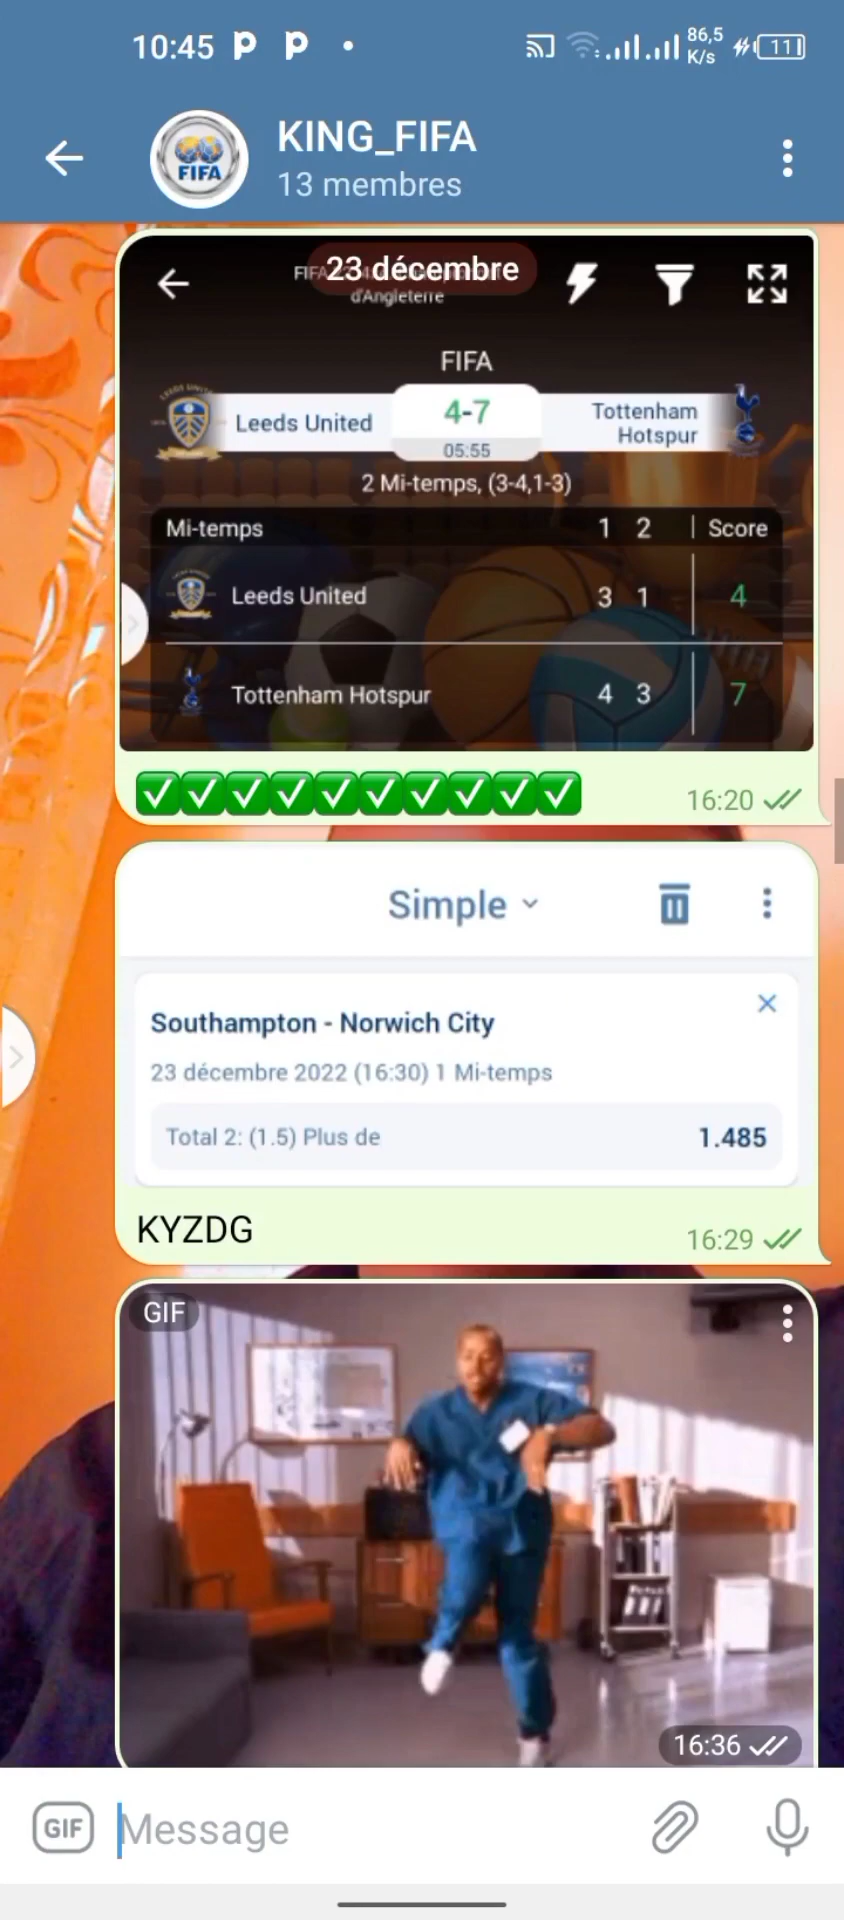 10:45
86,5
K/s
11
FIFA
KING_FIFA
13 membres
23 décembre
FIFA
d'Angleterre
FIFA
Leeds United
4-7
Tottenham
Hotspur
05:55
2 Mi-temps, (3-4,1-3)
Mi-temps 1 2 Score
Leeds United 3 1 4
Tottenham Hotspur 4 3 7
16:20
Simple
Southampton - Norwich City
23 décembre 2022 (16:30) 1 Mi-temps
Total 2: (1.5) Plus de 1.485
KYZDG
16:29
GIF
16:36
GIF Message